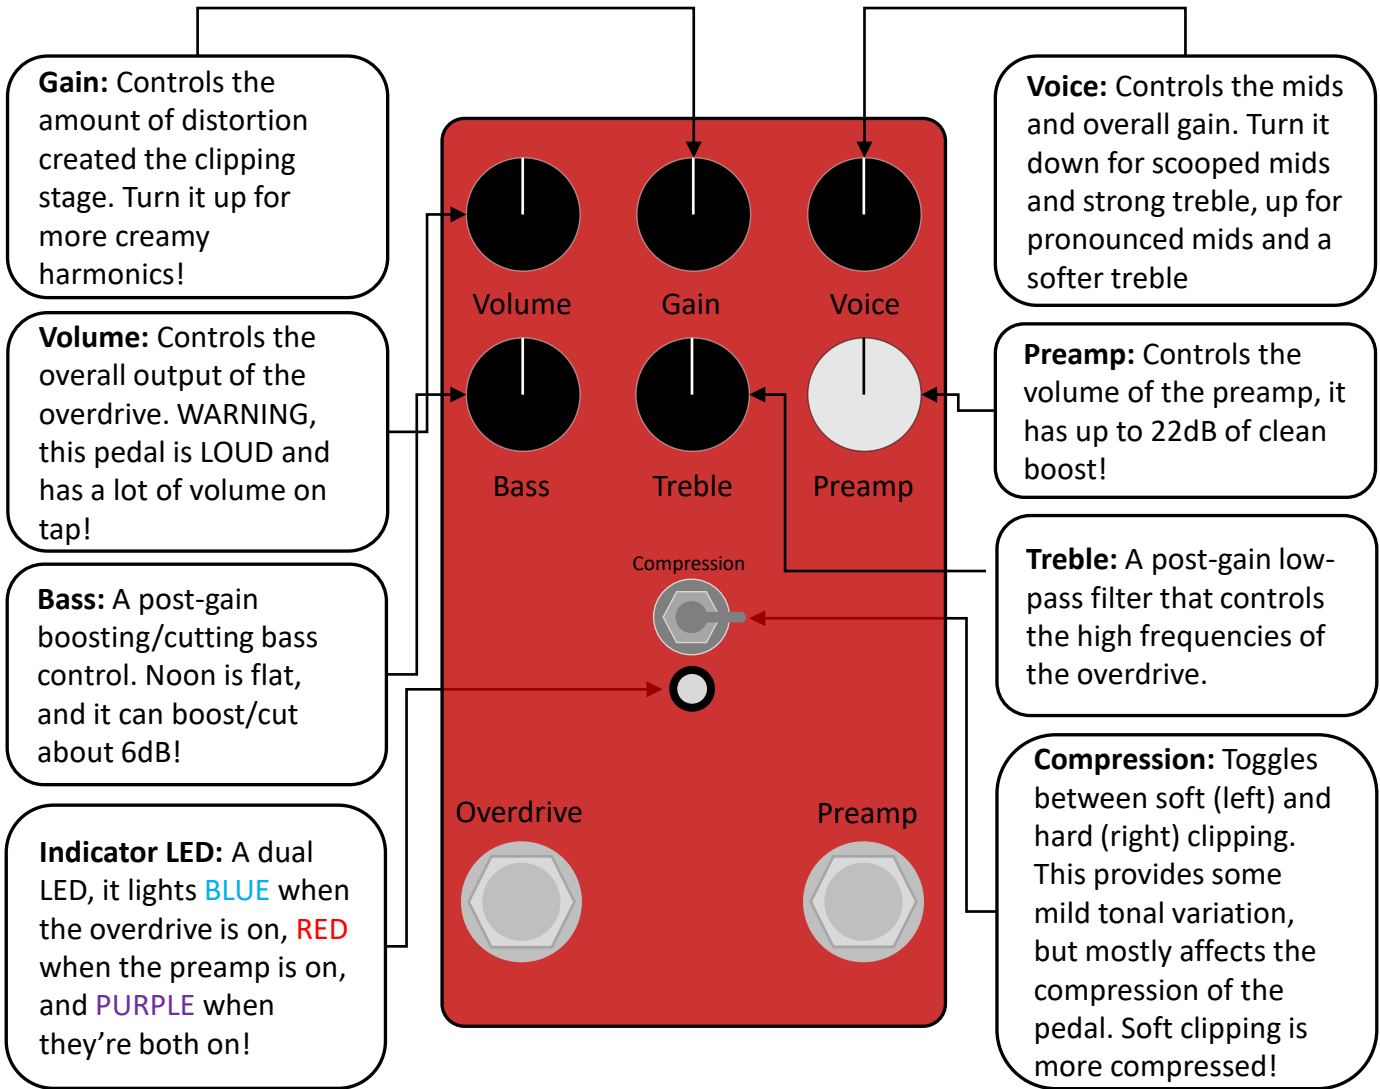 Gain: Controls the
amount of distortion
created the clipping
stage. Turn it up for
more creamy
harmonics!
Volume: Controls the
overall output of the
overdrive. WARNING,
this pedal is LOUD and
has a lot of volume on
tap!
Bass: A post-gain
boosting/cutting bass
control. Noon is flat,
and it can boost/cut
about 6dB!
Indicator LED: A dual
LED, it lights BLUE when
the overdrive is on, RED
when the preamp is on,
and PURPLE when
they’re both on!
Volume
Gain
Voice
Bass
Treble
Preamp
Compression
Overdrive
Preamp
Voice: Controls the mids
and overall gain. Turn it
down for scooped mids
and strong treble, up for
pronounced mids and a
softer treble
Preamp: Controls the
volume of the preamp, it
has up to 22dB of clean
boost!
Treble: A post-gain low-
pass filter that controls
the high frequencies of
the overdrive.
Compression: Toggles
between soft (left) and
hard (right) clipping.
This provides some
mild tonal variation,
but mostly affects the
compression of the
pedal. Soft clipping is
more compressed!